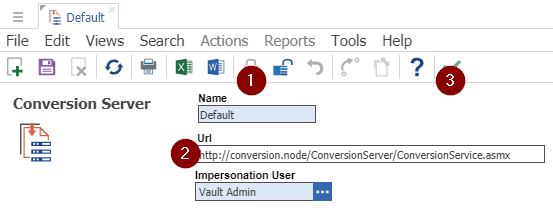 Default
File Edit Views Search Actions Reports Tools Help
1 3
Conversion Server
Name
Default
Url
2 http://conversion.node/ConversionServer/ConversionService.asmx
Impersonation User
Vault Admin ...